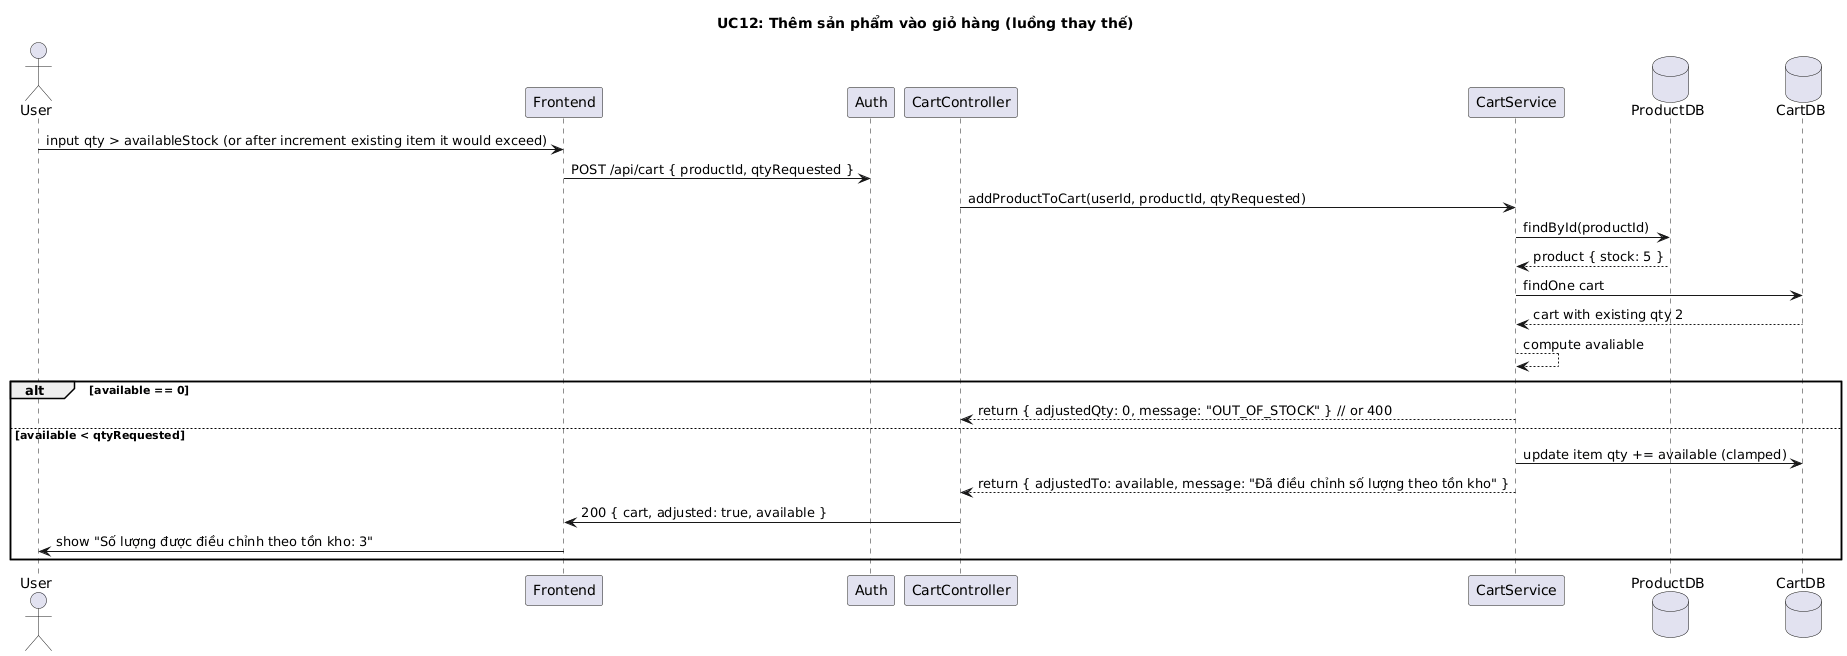 UC12: Thêm sản phẩm vào giỏ hàng (luồng thay thế)
User
Frontend
Auth
CartController
CartService
ProductDB
CartDB
input qty > availableStock (or after increment existing item it would exceed)
POST /api/cart { productId, qtyRequested }
addProductToCart(userId, productId, qtyRequested)
findById(productId)
product { stock: 5 }
findOne cart
cart with existing qty 2
compute avaliable
alt
[available == 0]
return { adjustedQty: 0, message: "OUT_OF_STOCK" } // or 400
[available < qtyRequested]
update item qty += available (clamped)
return { adjustedTo: available, message: "Đã điều chỉnh số lượng theo tồn kho" }
200 { cart, adjusted: true, available }
show "Số lượng được điều chỉnh theo tồn kho: 3"
User
Frontend
Auth
CartController
CartService
ProductDB
CartDB